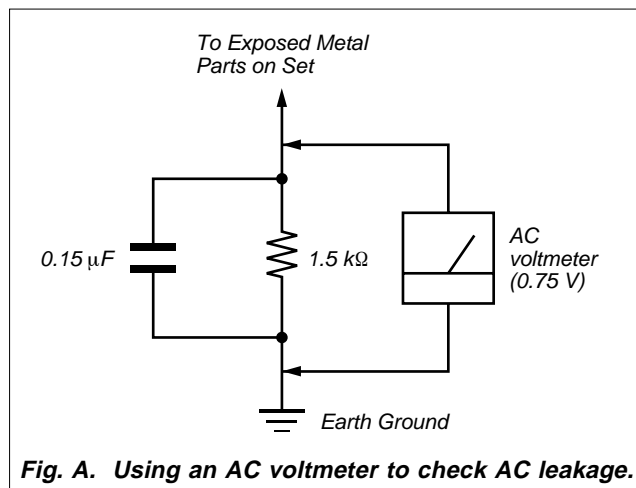 To Exposed Metal
Parts on Set
0.15 μF
1.5 kΩ
AC
voltmeter
(0.75 V)
Earth Ground
Fig. A. Using an AC voltmeter to check AC leakage.